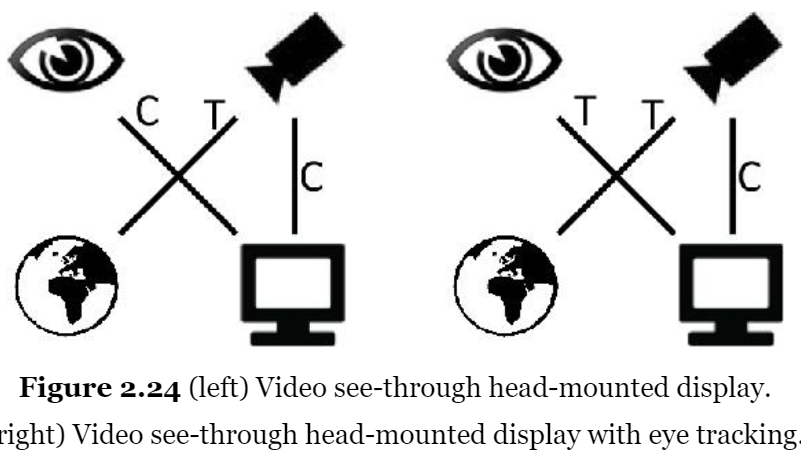 C T T T
C C
Figure 2.24 (left) Video see-through head-mounted display.
right) Video see-through head-mounted display with eye tracking.